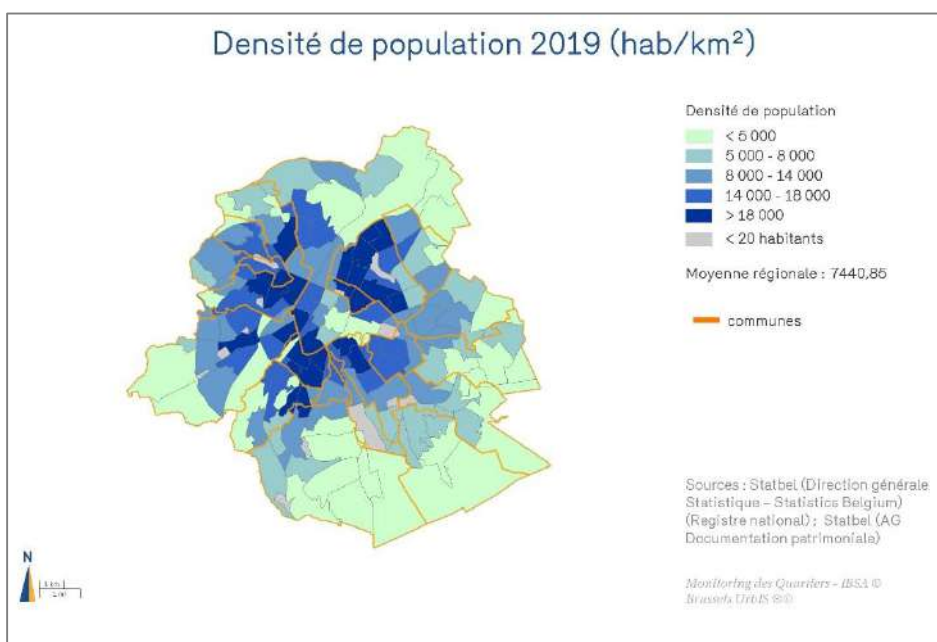 Densité de population 2019 (hab/km²)
Densité de population
< 5 000
5 000 - 8 000
8 000 - 14 000
14 000 - 18 000
> 18 000
< 20 habitants
Moyenne régionale : 7440,85
communes
Sources : Statbel (Direction générale
Statistique - Statistics Belgium)
(Registre national) ; Statbel (AG
Documentation patrimoniale)
Monitoring des Quartiers - IBSA ©
Brussels UrbIS ®©
N